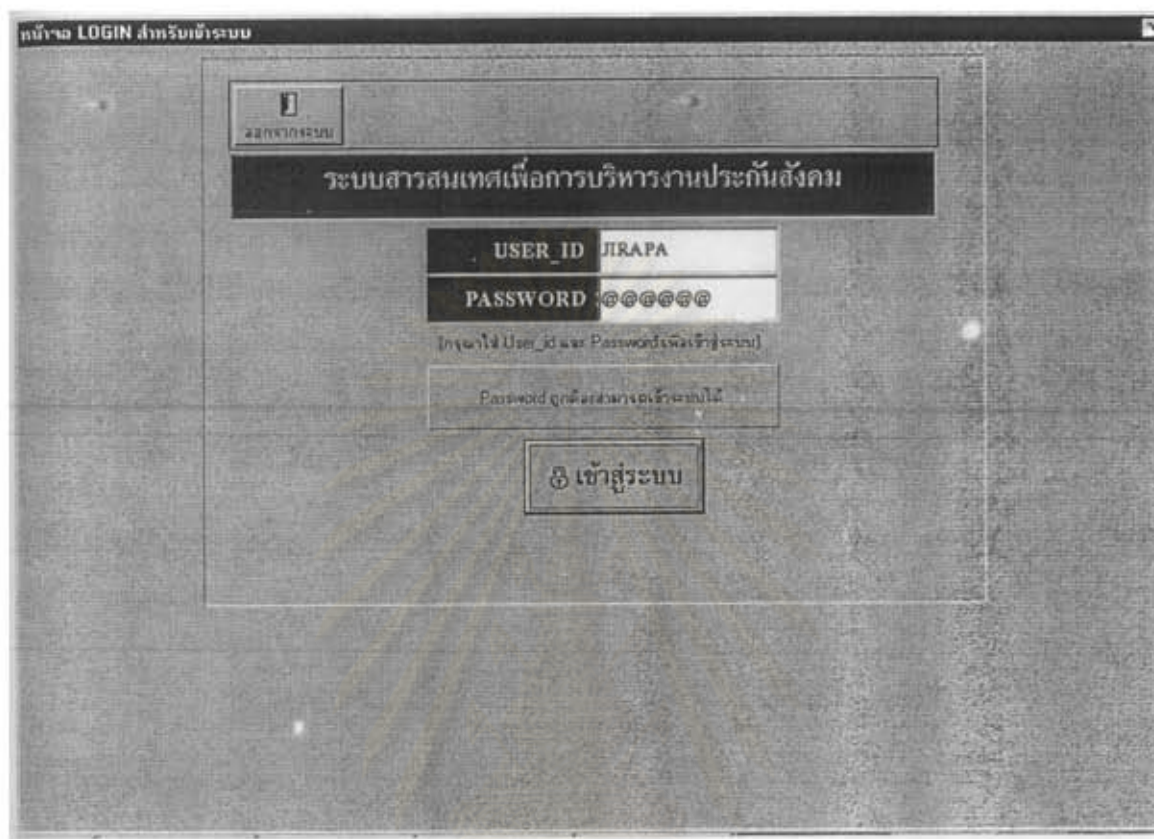 หน้าจอ LOGIN สำหรับเข้าระบบ
ออกจากระบบ
ระบบสารสนเทศเพื่อการบริหารงานประกันสังคม
USER_ID JIRAPA
PASSWORD @@@@@@
[กรุณาใส่ User_id และ Password เพื่อเข้าสู่ระบบ]
Password ถูกต้องสามารถเข้าระบบได้
เข้าสู่ระบบ